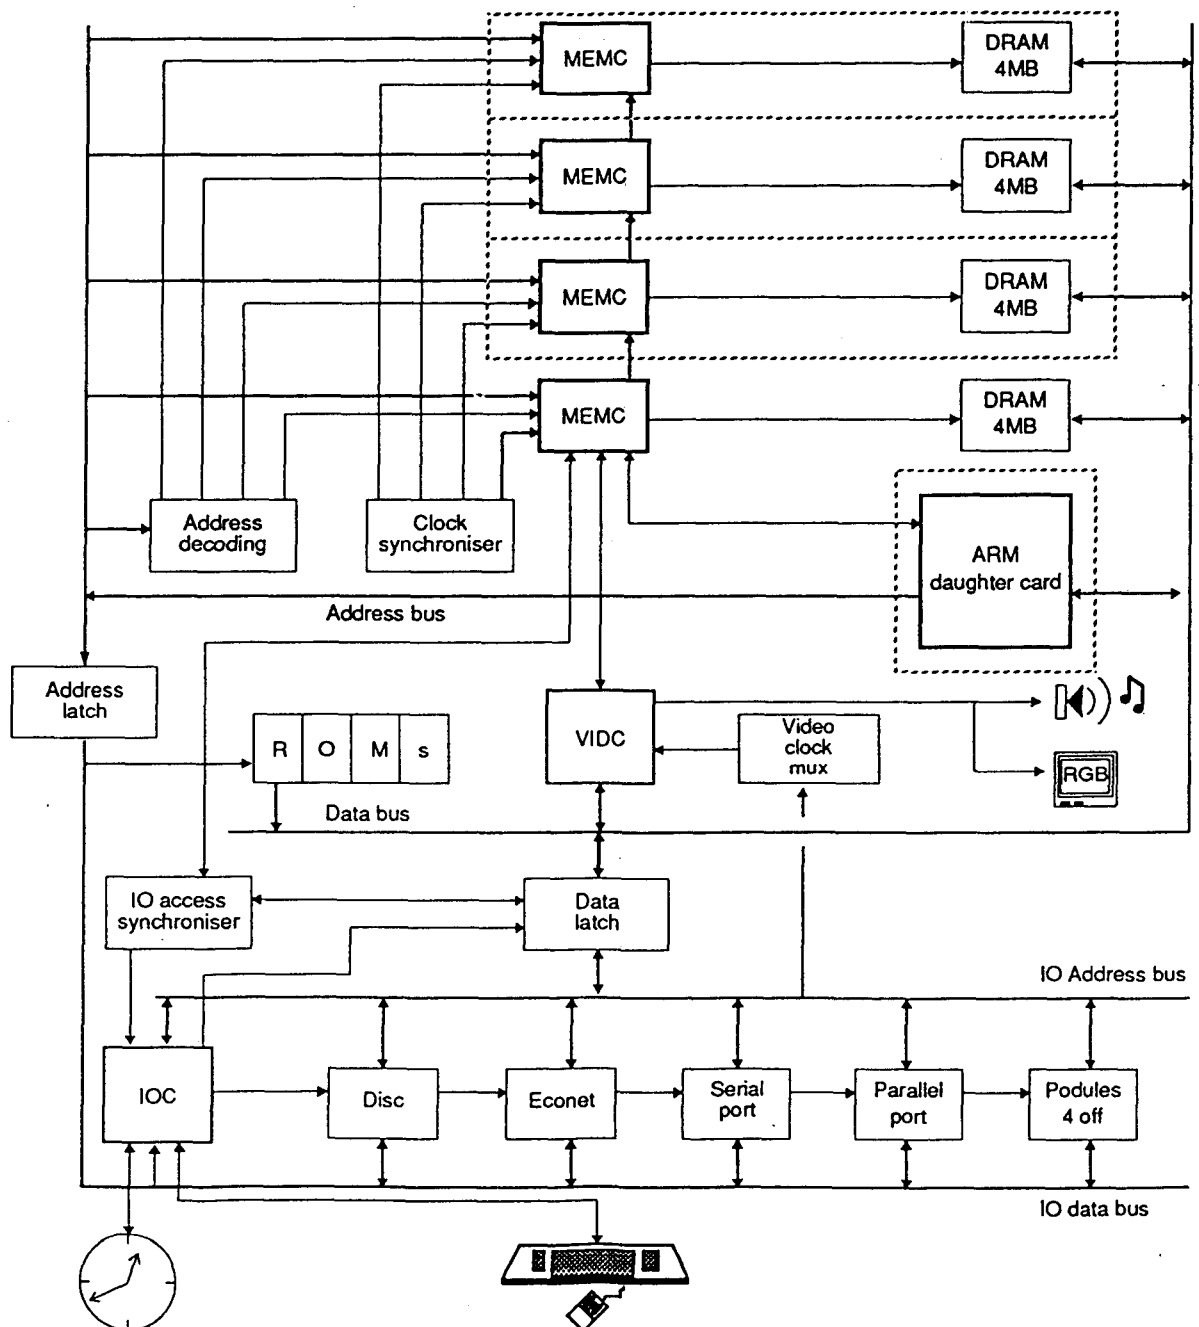 MEMC
DRAM
4MB
MEMC
DRAM
4MB
MEMC
DRAM
4MB
MEMC
DRAM
4MB
Address
decoding
Clock
synchroniser
ARM
daughter card
Address bus
Address
latch
R O M s
VIDC
Video
clock
mux
RGB
Data bus
IO access
synchroniser
Data
latch
IO Address bus
IOC
Disc
Econet
Serial
port
Parallel
port
Podules
4 off
IO data bus